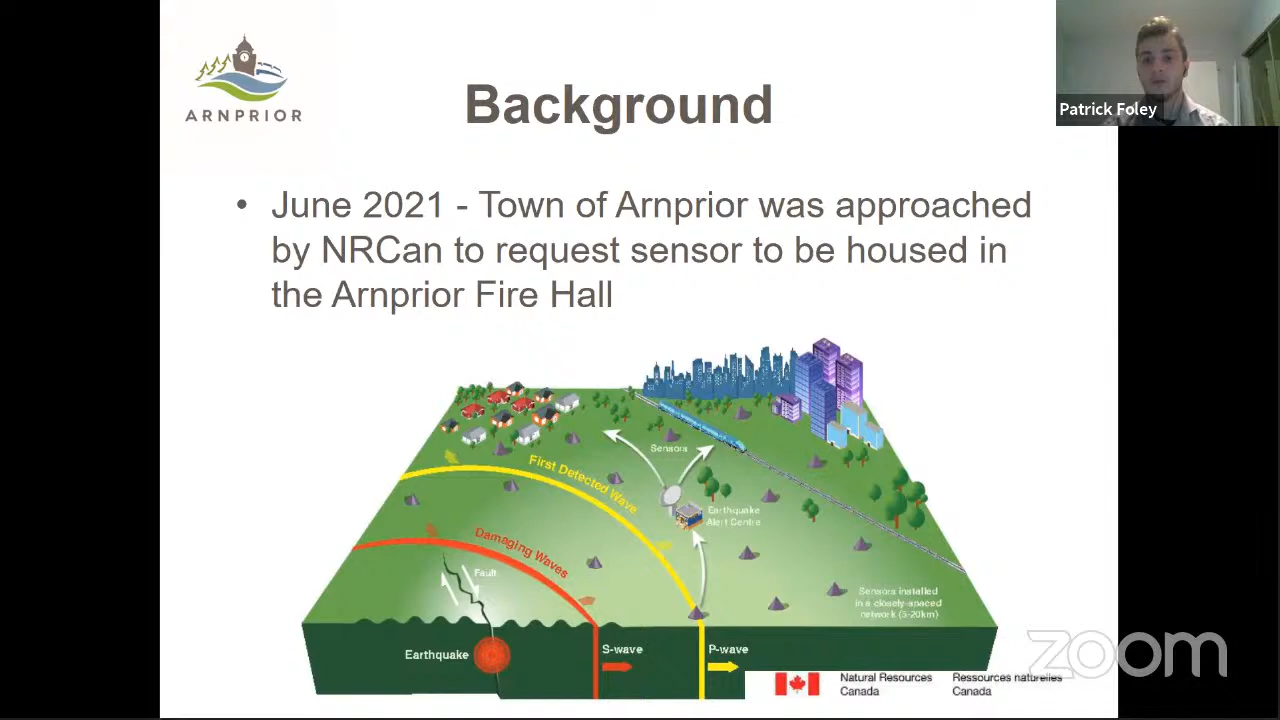 ARNPRIOR
Background
Patrick Foley
• June 2021 - Town of Arnprior was approached
by NRCan to request sensor to be housed in
the Arnprior Fire Hall
Sensors
First Detected Wave
Earthquake
Alert Centre
Damaging Waves
Fault
Sensors installed
in a closely-spaced
network (5-20km)
Earthquake
S-wave
P-wave
zoom
Natural Resources
Canada
Ressources naturelles
Canada